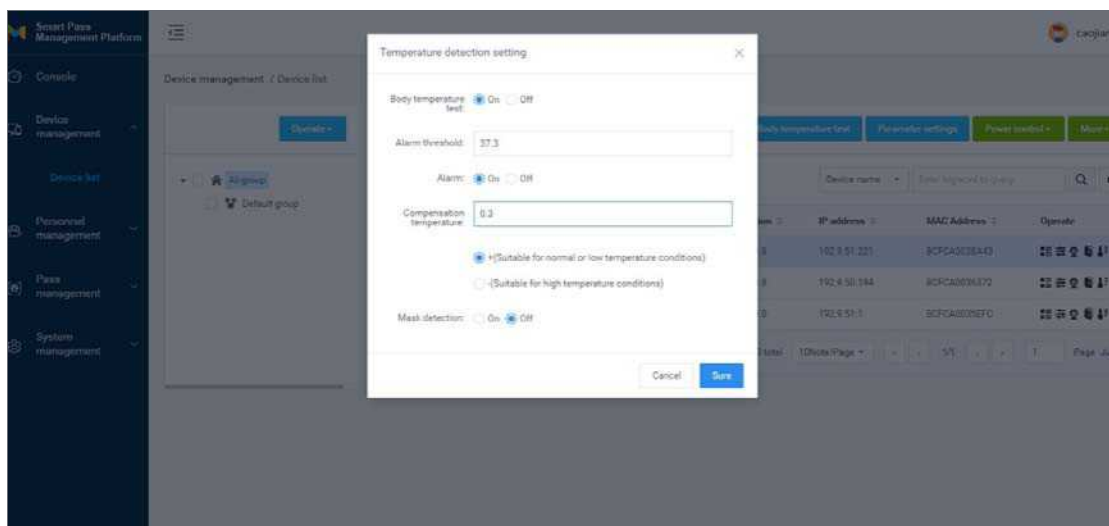 Smart Pass
Management Platform
caojian
Console
Device management / Device list
Device
management
Operate
Body temperature test
Parameter settings
Power control
More
Device list
All group
Default group
Device name
Personnel
management
IP address
MAC Address
Operate
Pass
management
System
management
total
10Note/Page
1/1
1
Page
Temperature detection setting
Body temperature
test:
On
Off
Alarm threshold:
37.3
Alarm:
On
Off
Compensation
temperature:
0.3
+(Suitable for normal or low temperature conditions)
-(Suitable for high temperature conditions)
Mask detection:
On
Off
Cancel
Sure